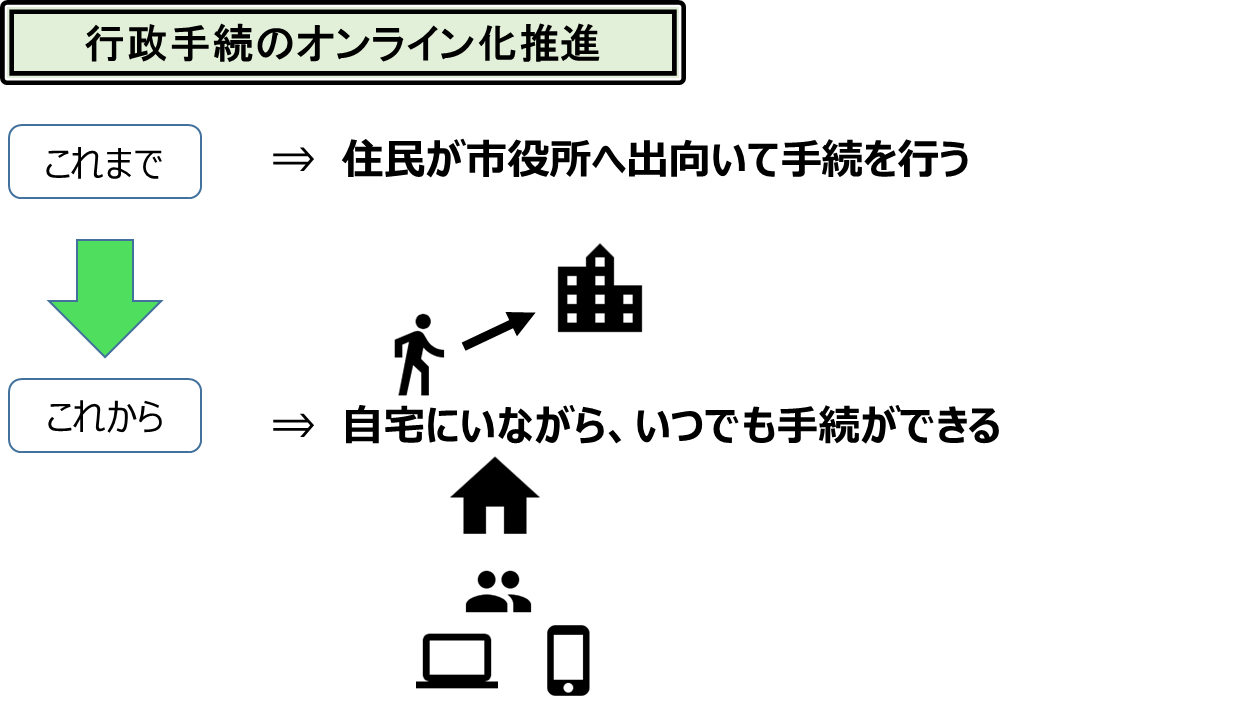 行政手続のオンライン化推進
これまで
⇒ 住民が市役所へ出向いて手続を行う
これから
⇒ 自宅にいながら、いつでも手続ができる